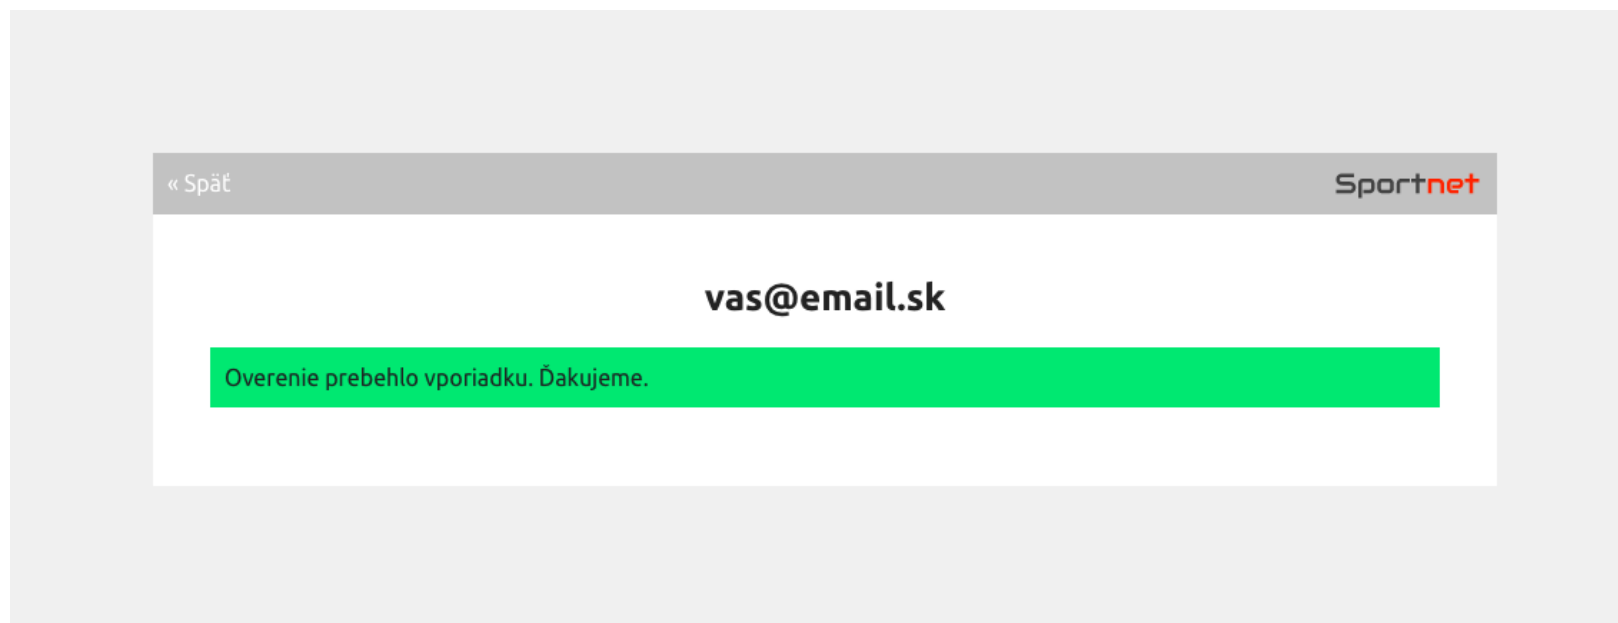 « Späť
Sportnet
vas@email.sk
Overenie prebehlo vporiadku. Ďakujeme.